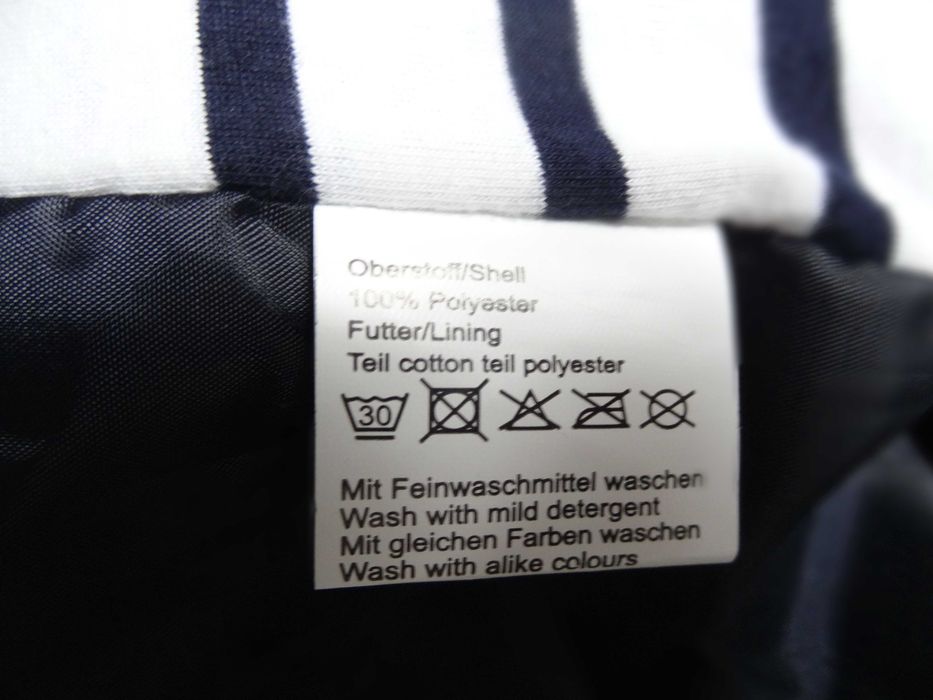 Oberstoff/Shell
100% Polyester
Futter/Lining
Teil cotton teil polyester
30
Mit Feinwaschmittel waschen
Wash with mild detergent
Mit gleichen Farben waschen
Wash with alike colours